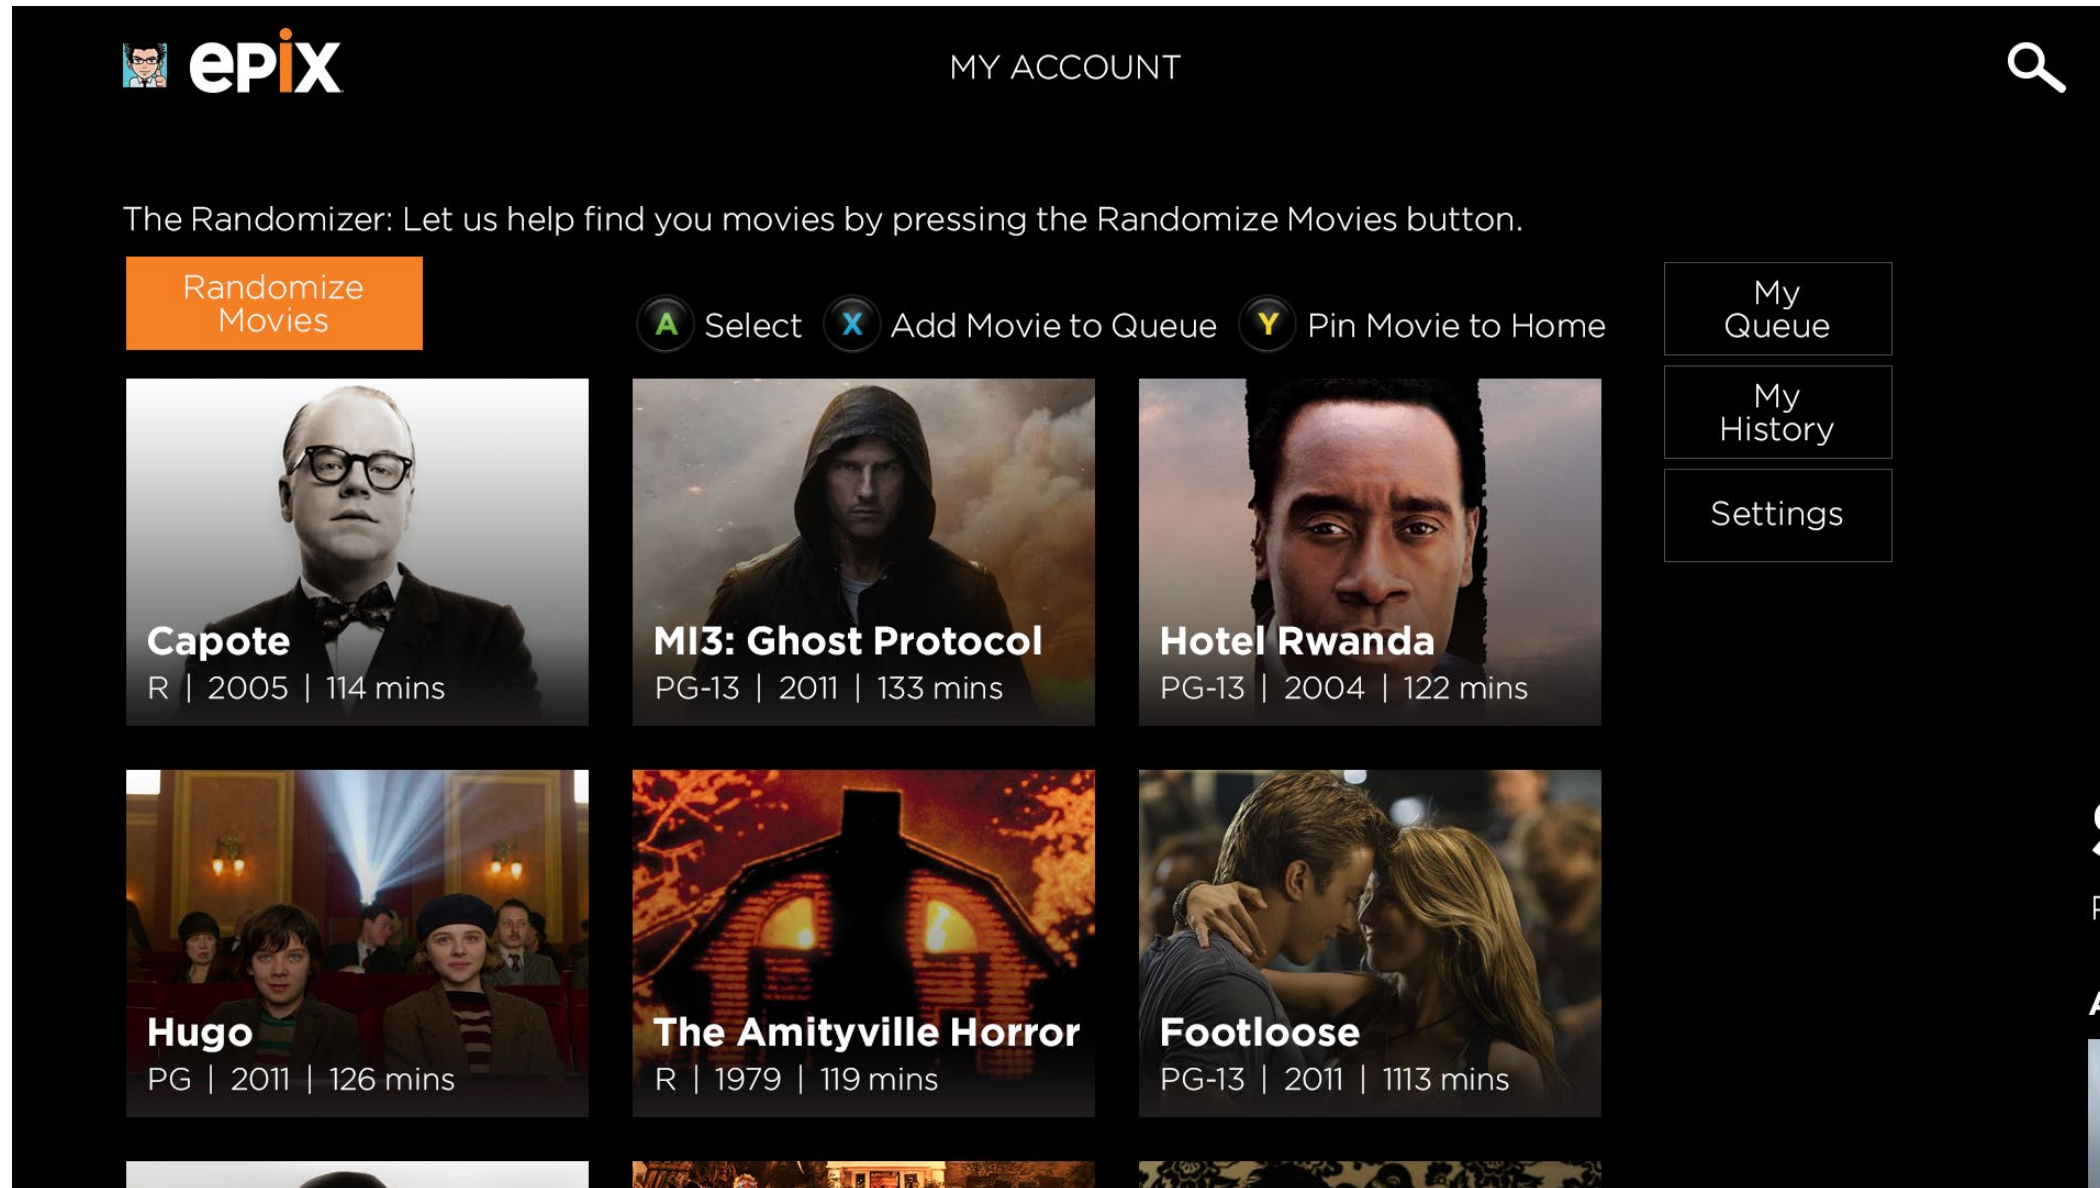 epix
MY ACCOUNT
The Randomizer: Let us help find you movies by pressing the Randomize Movies button.
Randomize
Movies
A Select X Add Movie to Queue Y Pin Movie to Home
My
Queue
My
History
Settings
Capote
R | 2005 | 114 mins
MI3: Ghost Protocol
PG-13 | 2011 | 133 mins
Hotel Rwanda
PG-13 | 2004 | 122 mins
Hugo
PG | 2011 | 126 mins
The Amityville Horror
R | 1979 | 119 mins
Footloose
PG-13 | 2011 | 1113 mins